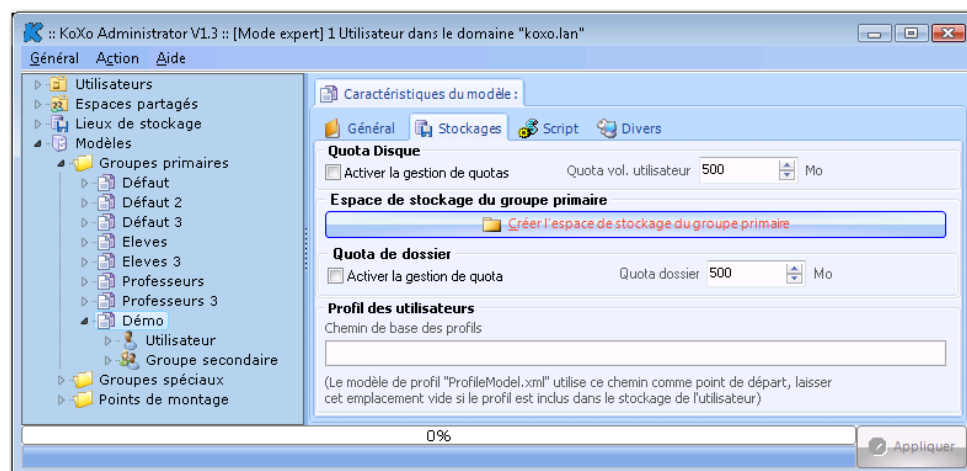 :: KoXo Administrator V1.3 :: [Mode expert] 1 Utilisateur dans le domaine "koxo.lan"
Général Action Aide
Utilisateurs
Espaces partagés
Lieux de stockage
Modèles
Groupes primaires
Défaut
Défaut 2
Défaut 3
Eleves
Eleves 3
Professeurs
Professeurs 3
Démo
Utilisateur
Groupe secondaire
Groupes spéciaux
Points de montage
Caractéristiques du modèle :
Général Stockages Script Divers
Quota Disque
Activer la gestion de quotas Quota vol. utilisateur 500 Mo
Espace de stockage du groupe primaire
Créer l'espace de stockage du groupe primaire
Quota de dossier
Activer la gestion de quota Quota dossier 500 Mo
Profil des utilisateurs
Chemin de base des profils
(Le modèle de profil "ProfileModel.xml" utilise ce chemin comme point de départ, laisser
cet emplacement vide si le profil est inclus dans le stockage de l'utilisateur)
0%
Appliquer